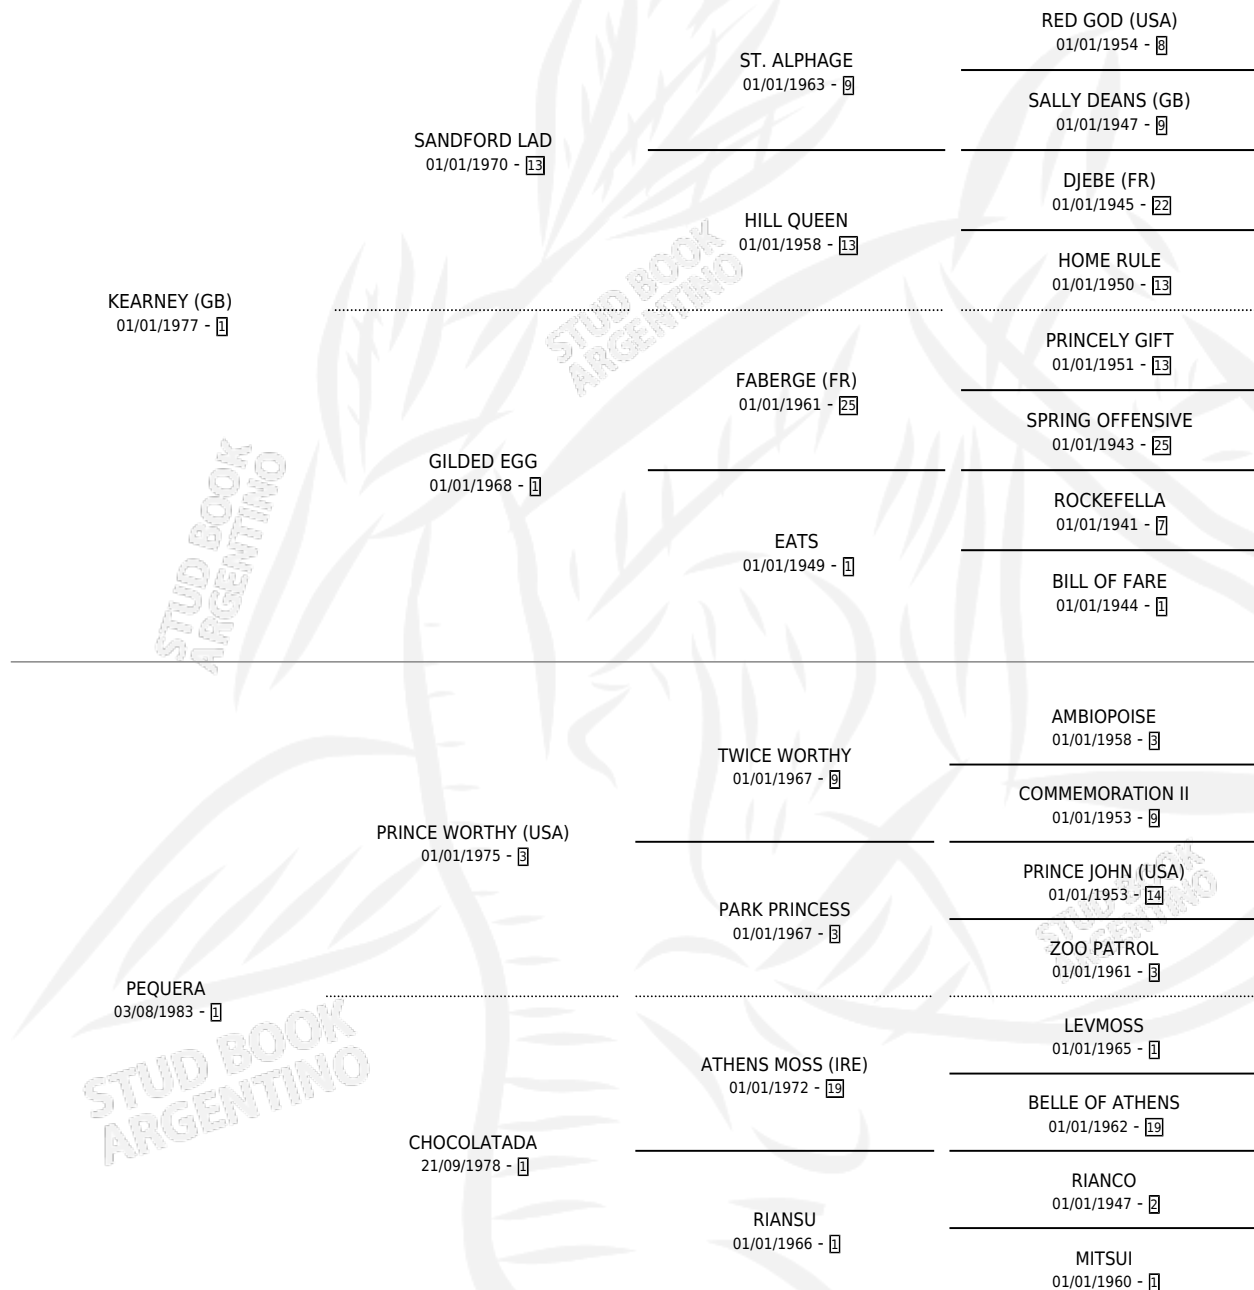 RED GOD (USA)
01/01/1954 - 8
ST. ALPHAGE
01/01/1963 - 9
SALLY DEANS (GB)
01/01/1947 - 9
SANDFORD LAD
01/01/1970 - 13
DJEBE (FR)
01/01/1945 - 22
HILL QUEEN
01/01/1958 - 13
HOME RULE
01/01/1950 - 13
KEARNEY (GB)
01/01/1977 - 1
PRINCELY GIFT
01/01/1951 - 13
FABERGE (FR)
01/01/1961 - 25
SPRING OFFENSIVE
01/01/1943 - 25
GILDED EGG
01/01/1968 - 1
ROCKEFELLA
01/01/1941 - 7
EATS
01/01/1949 - 1
BILL OF FARE
01/01/1944 - 1
STUD BOOK
ARGENTINO
STUD BOOK
ARGENTINO
AMBIOPOISE
01/01/1958 - 3
TWICE WORTHY
01/01/1967 - 9
COMMEMORATION II
01/01/1953 - 9
PRINCE WORTHY (USA)
01/01/1975 - 3
PRINCE JOHN (USA)
01/01/1953 - 14
PARK PRINCESS
01/01/1967 - 3
ZOO PATROL
01/01/1961 - 3
PEQUERA
03/08/1983 - 1
LEVMOSS
01/01/1965 - 1
ATHENS MOSS (IRE)
01/01/1972 - 19
BELLE OF ATHENS
01/01/1962 - 19
CHOCOLATADA
21/09/1978 - 1
RIANCO
01/01/1947 - 2
RIANSU
01/01/1966 - 1
MITSUI
01/01/1960 - 1
STUD BOOK
ARGENTINO
STUD BOOK
ARGENTINO